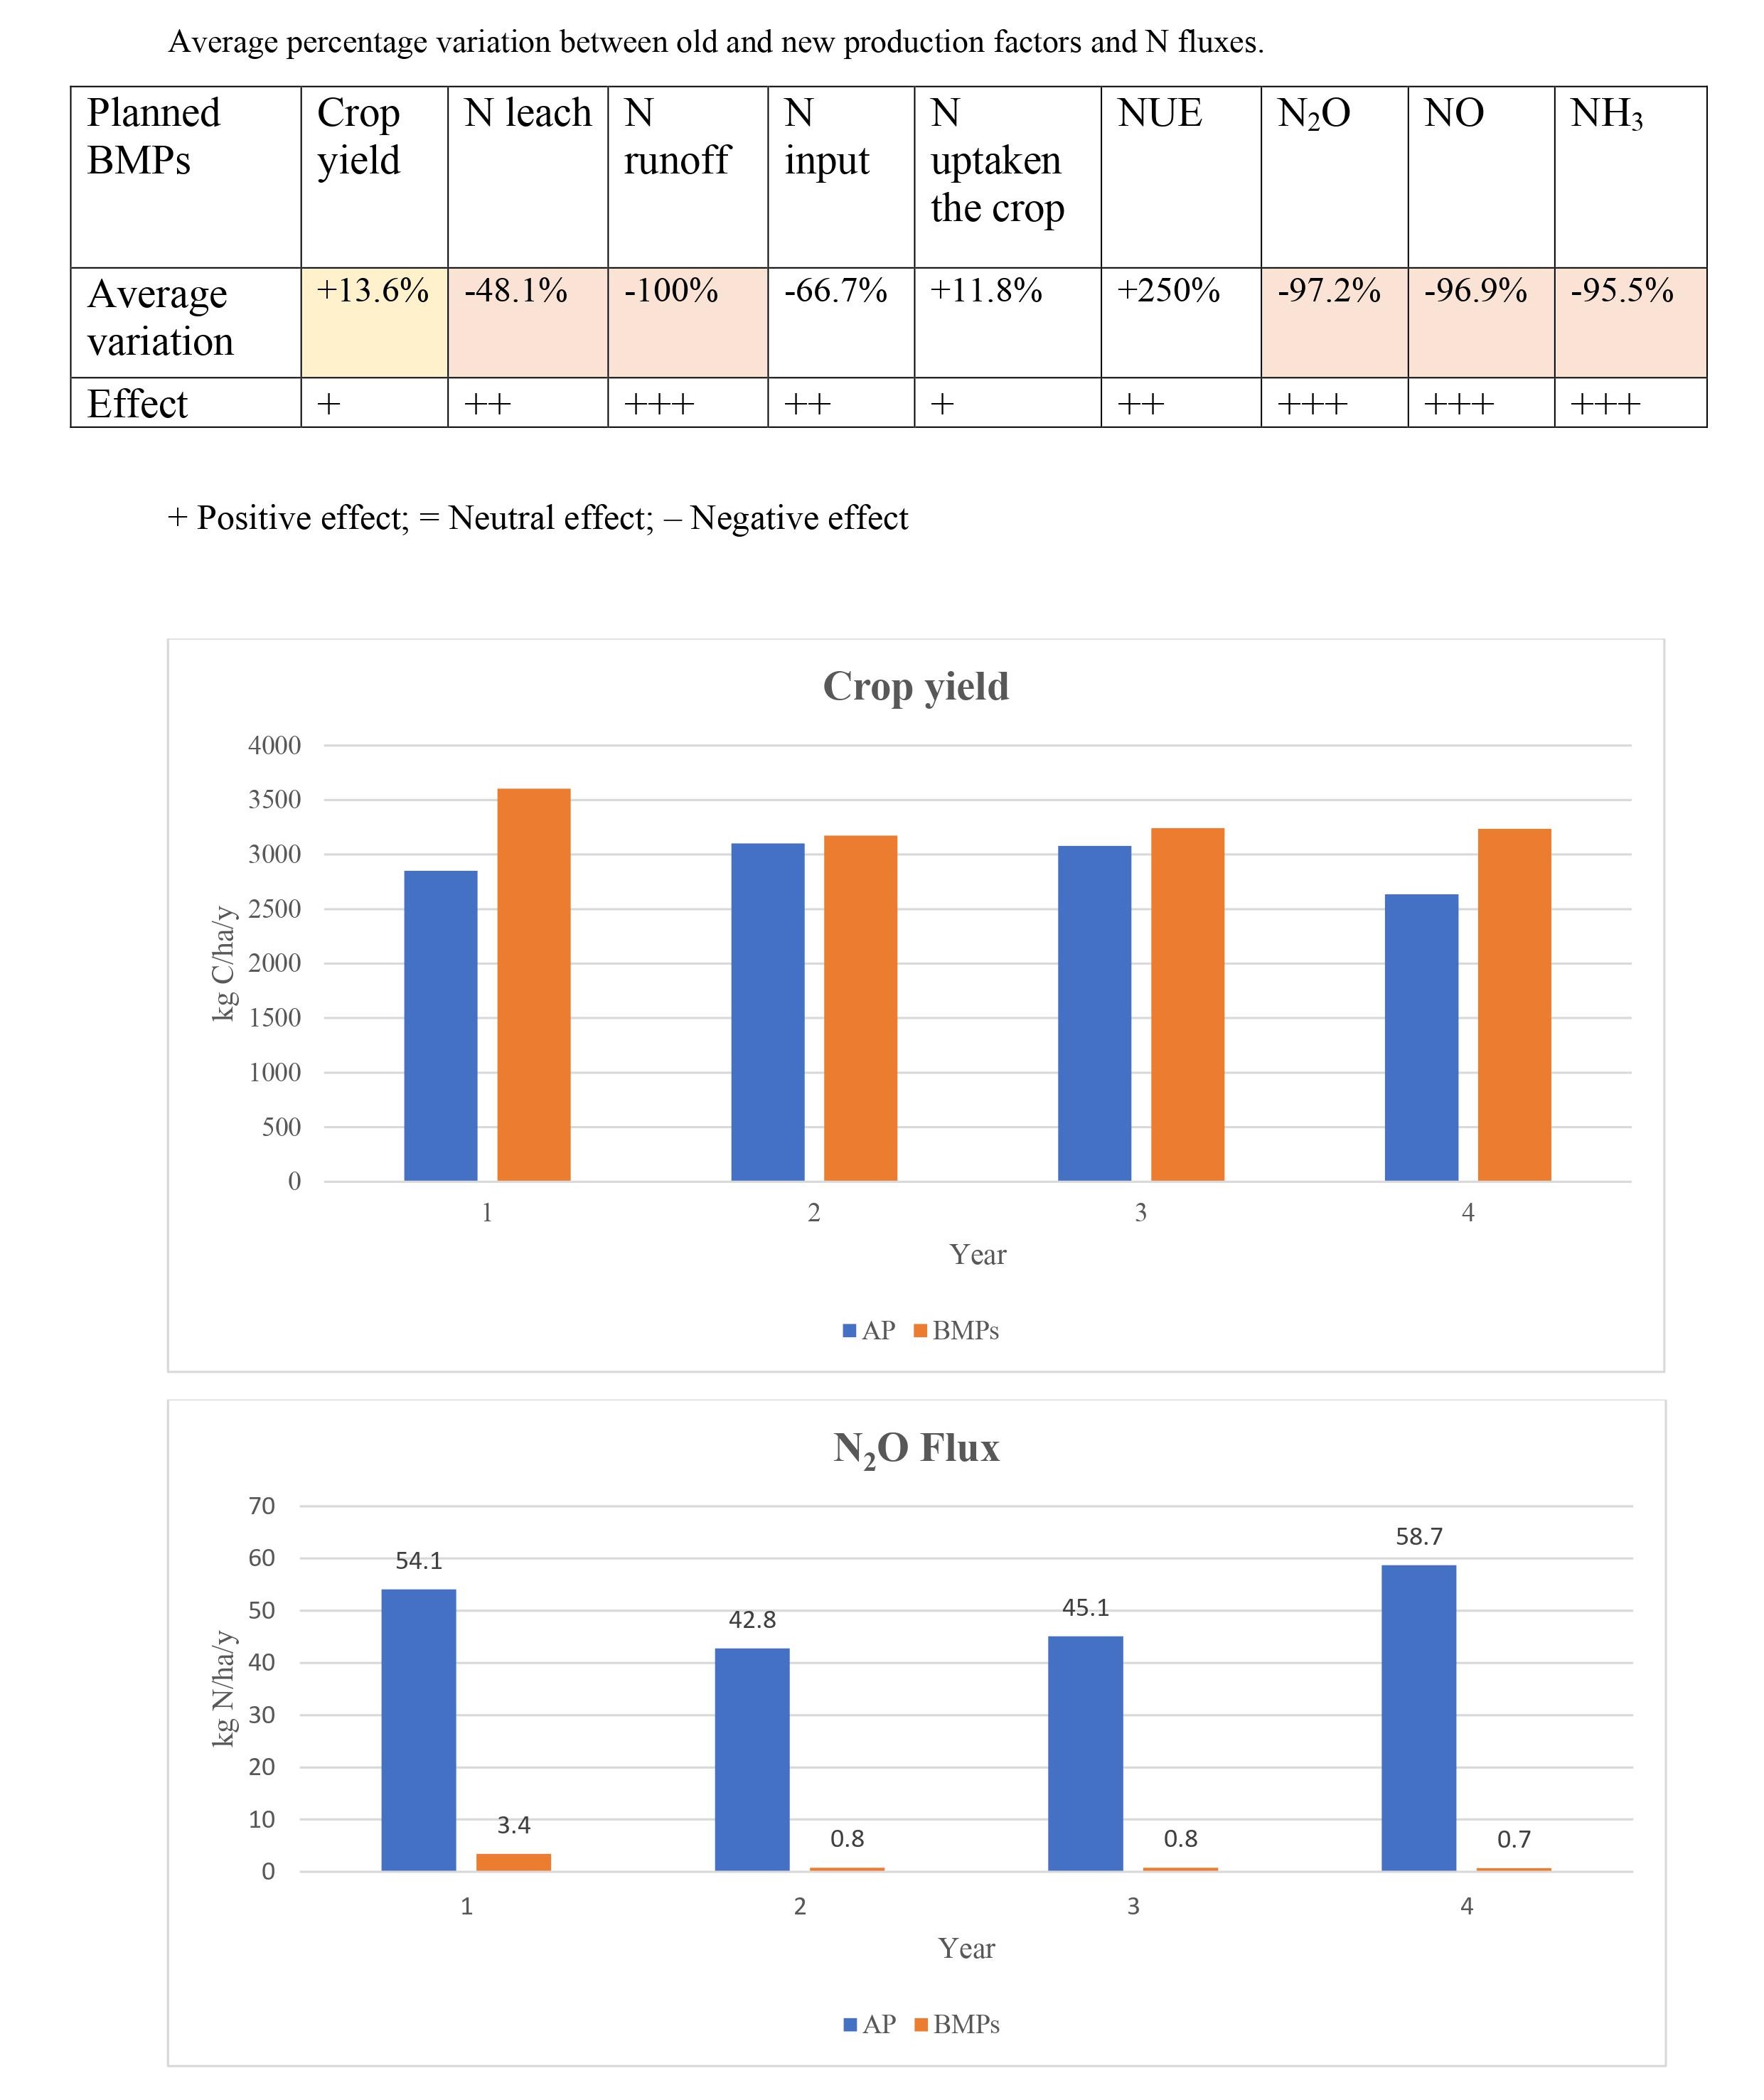 Average percentage variation between old and new production factors and N fluxes.
Planned BMPs | Crop yield | N leach | N runoff | N input | N uptaken the crop | NUE | N₂O | NO | NH₃
Average variation | +13.6% | -48.1% | -100% | -66.7% | +11.8% | +250% | -97.2% | -96.9% | -95.5%
Effect | + | ++ | +++ | ++ | + | ++ | +++ | +++ | +++
+ Positive effect; = Neutral effect; – Negative effect
Crop yield
4000
3500
3000
2500
2000
1500
1000
500
0
kg C/ha/y
1 2 3 4
Year
AP BMPs
N₂O Flux
70
60
50
40
30
20
10
0
kg N/ha/y
54.1 42.8 45.1 58.7
3.4 0.8 0.8 0.7
1 2 3 4
Year
AP BMPs